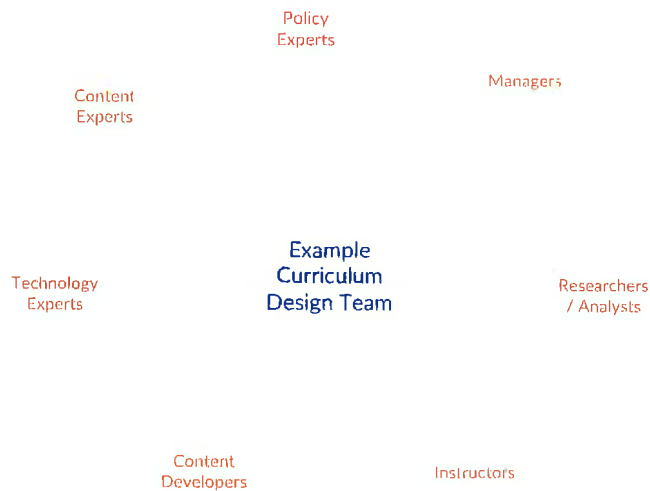 Policy
Experts
Managers
Content
Experts
Example
Curriculum
Design Team
Technology
Experts
Researchers
/ Analysts
Content
Developers
Instructors